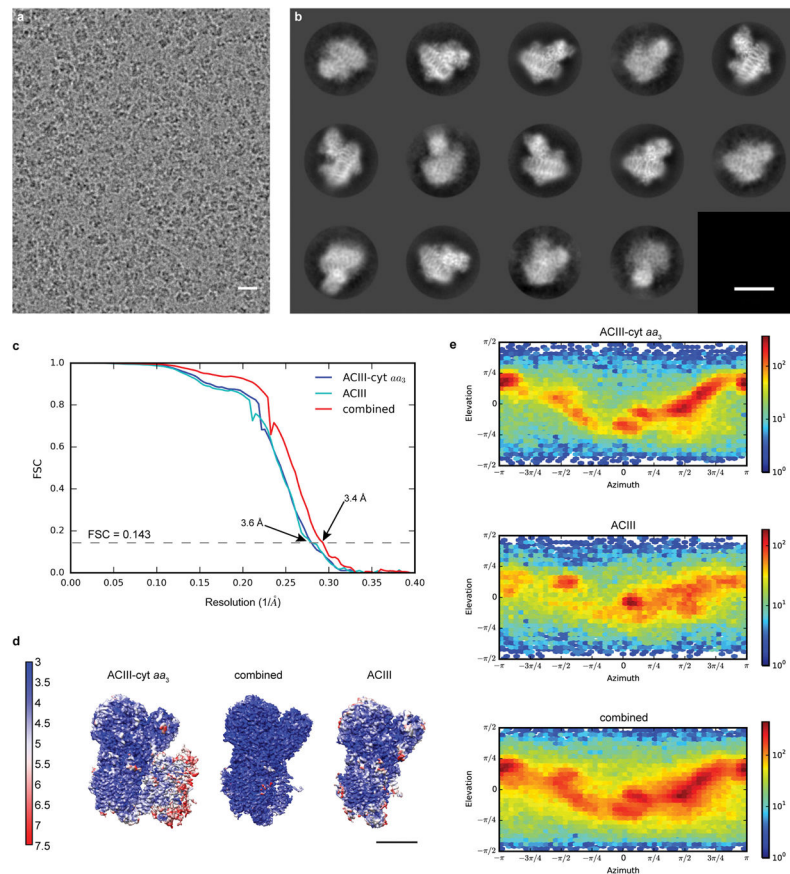 a
b
c
1.0
0.8
0.6
0.4
0.2
0.0
FSC
ACIII-cyt aa3
ACIII
combined
3.4 Å
3.6 Å
FSC = 0.143
0.00 0.05 0.10 0.15 0.20 0.25 0.30 0.35 0.40
Resolution (1/Å)
d
3
3.5
4
4.5
5
5.5
6
6.5
7
7.5
ACIII-cyt aa3 combined ACIII
e
ACIII-cyt aa3
π/2
π/4
0
−π/4
−π/2
Elevation
−π −3π/4 −π/2 −π/4 0 π/4 π/2 3π/4 π
Azimuth
10²
10¹
10⁰
ACIII
π/2
π/4
0
−π/4
−π/2
Elevation
−π −3π/4 −π/2 −π/4 0 π/4 π/2 3π/4 π
Azimuth
10²
10¹
10⁰
combined
π/2
π/4
0
−π/4
−π/2
Elevation
−π −3π/4 −π/2 −π/4 0 π/4 π/2 3π/4 π
Azimuth
10²
10¹
10⁰